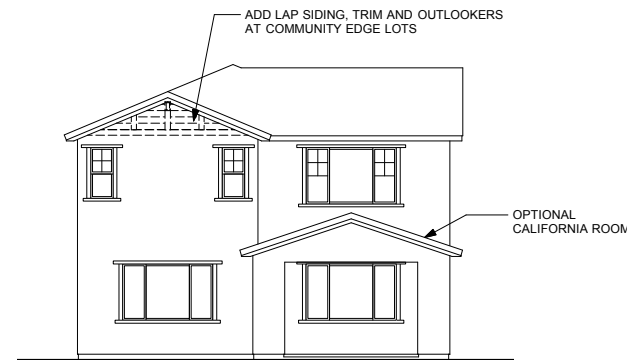 ADD LAP SIDING, TRIM AND OUTLOOKERS
AT COMMUNITY EDGE LOTS
OPTIONAL
CALIFORNIA ROOM